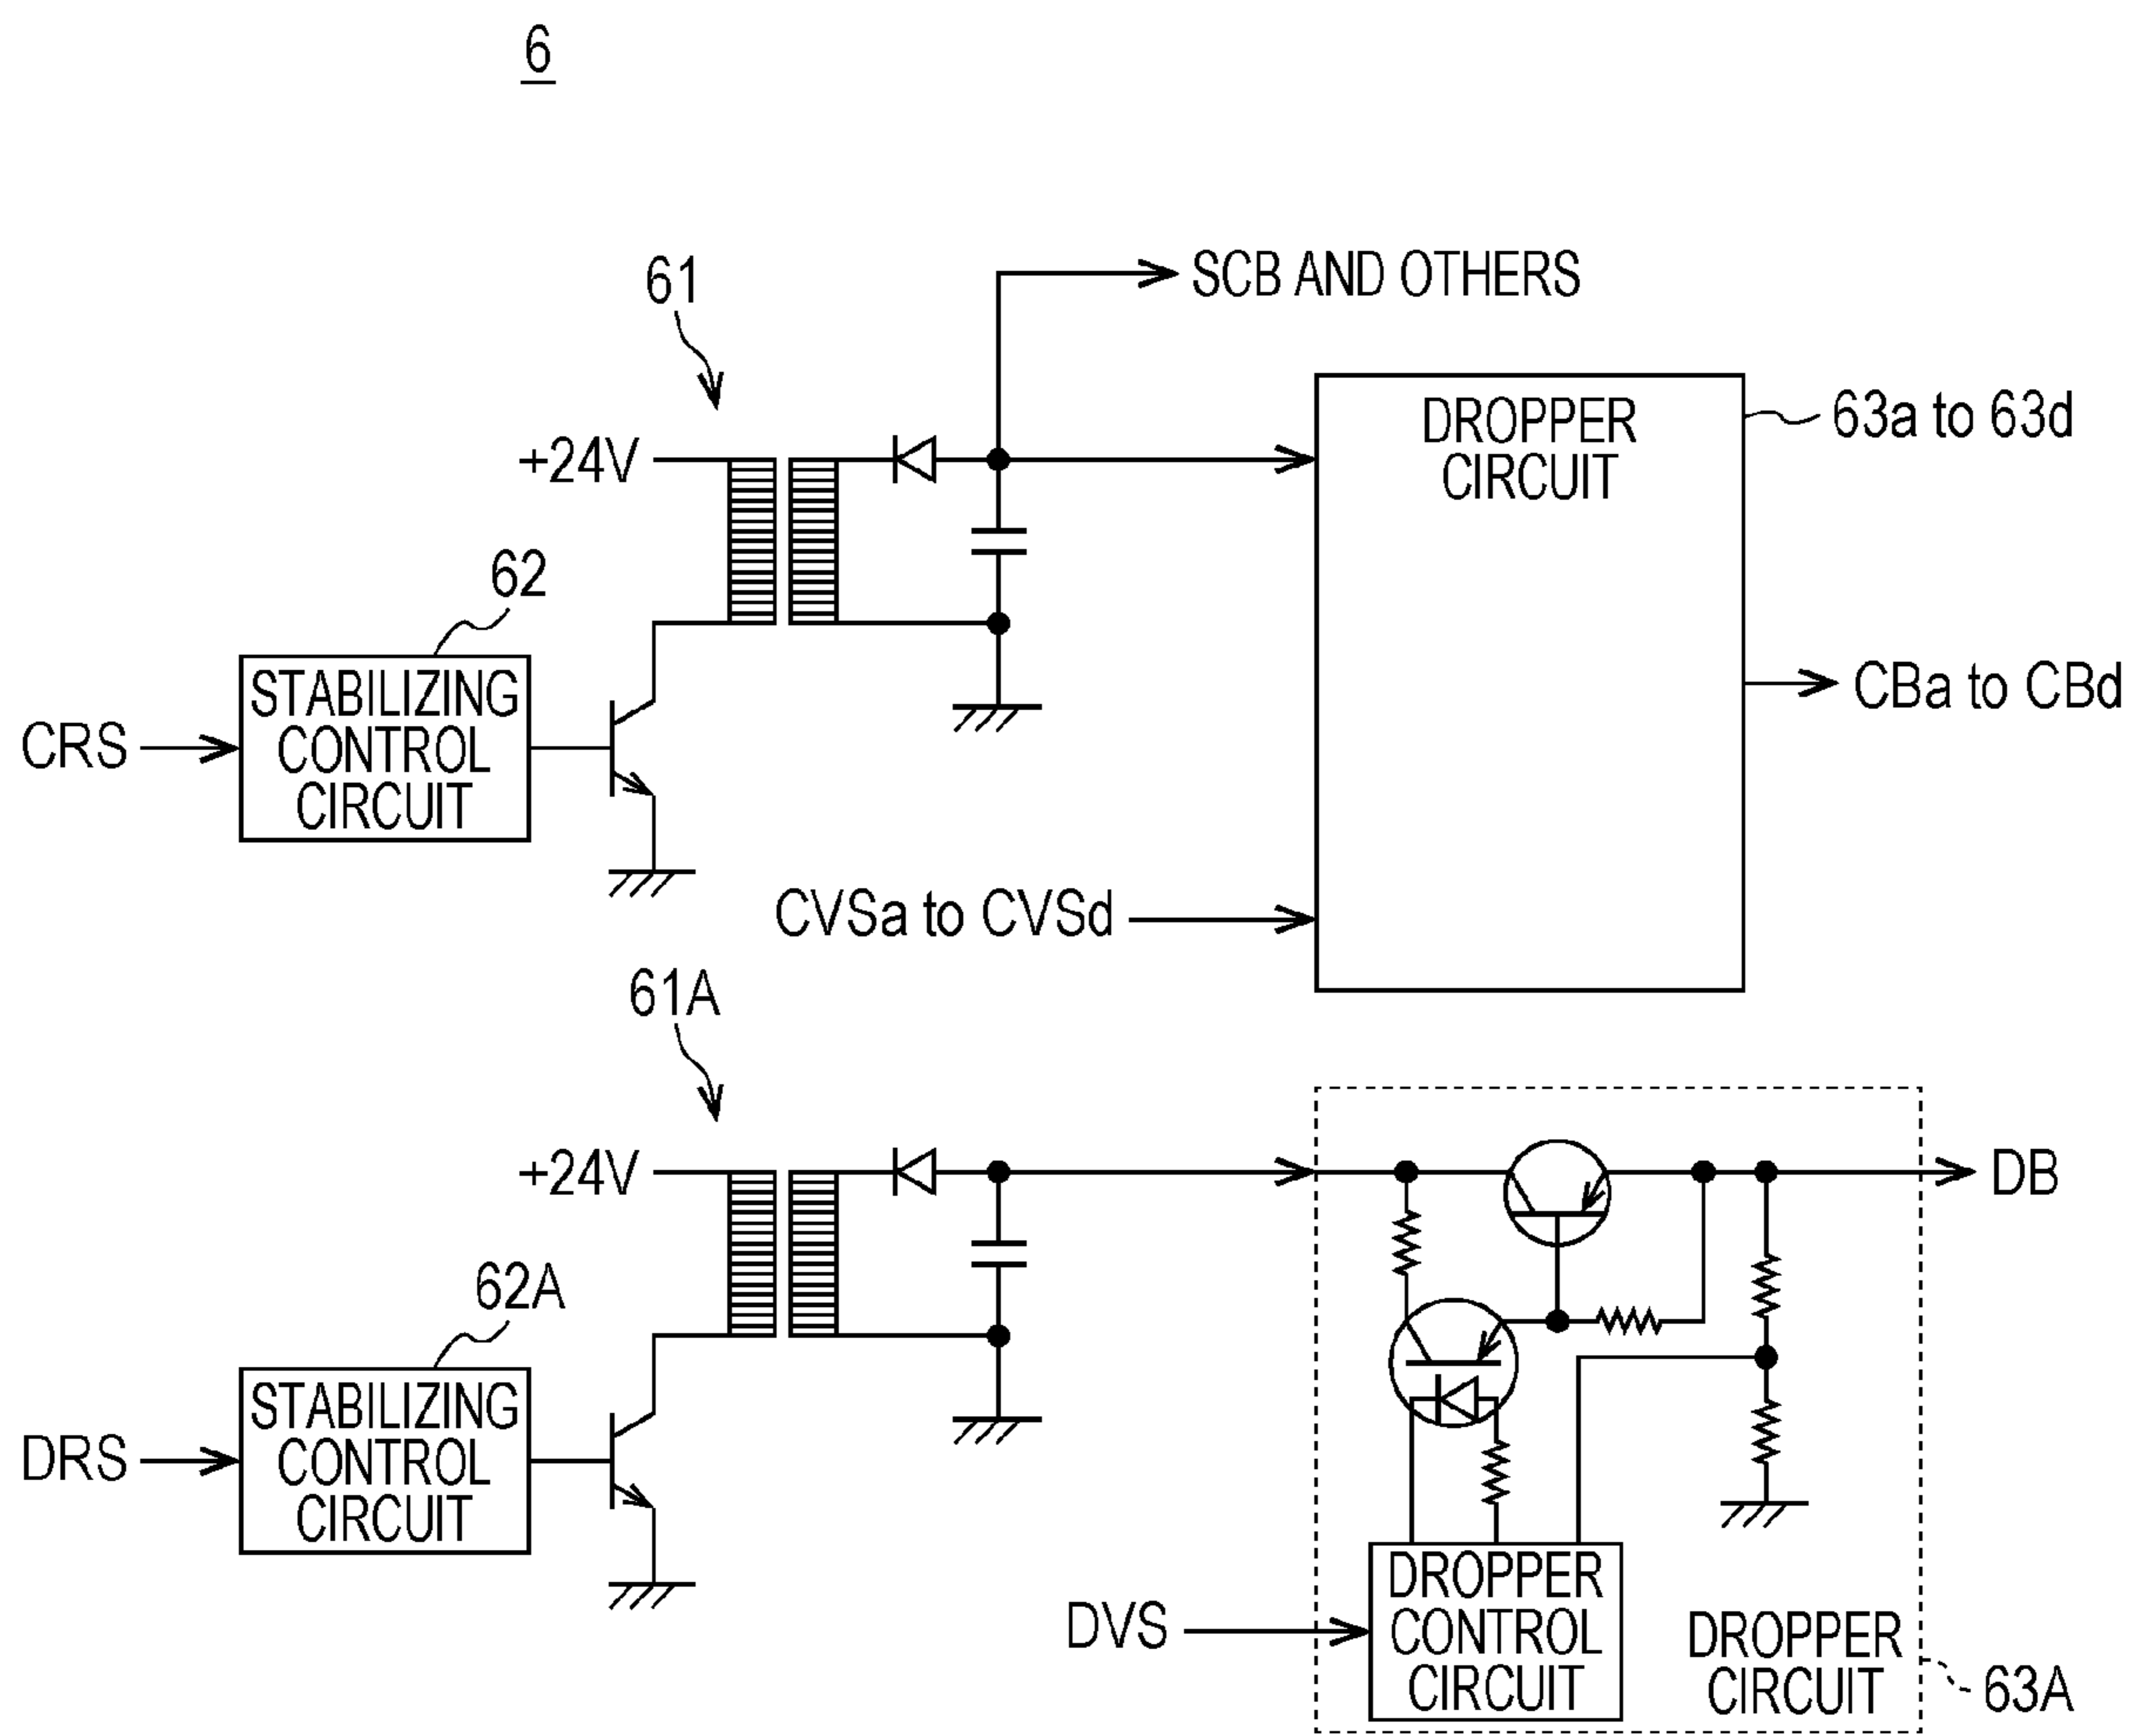 6
61
SCB AND OTHERS
DROPPER
CIRCUIT
63a to 63d
+24V
62
STABILIZING
CONTROL
CIRCUIT
CRS
CBa to CBd
CVSa to CVSd
61A
+24V
DB
62A
STABILIZING
CONTROL
CIRCUIT
DRS
DROPPER
CONTROL
CIRCUIT
DVS
DROPPER
CIRCUIT
63A